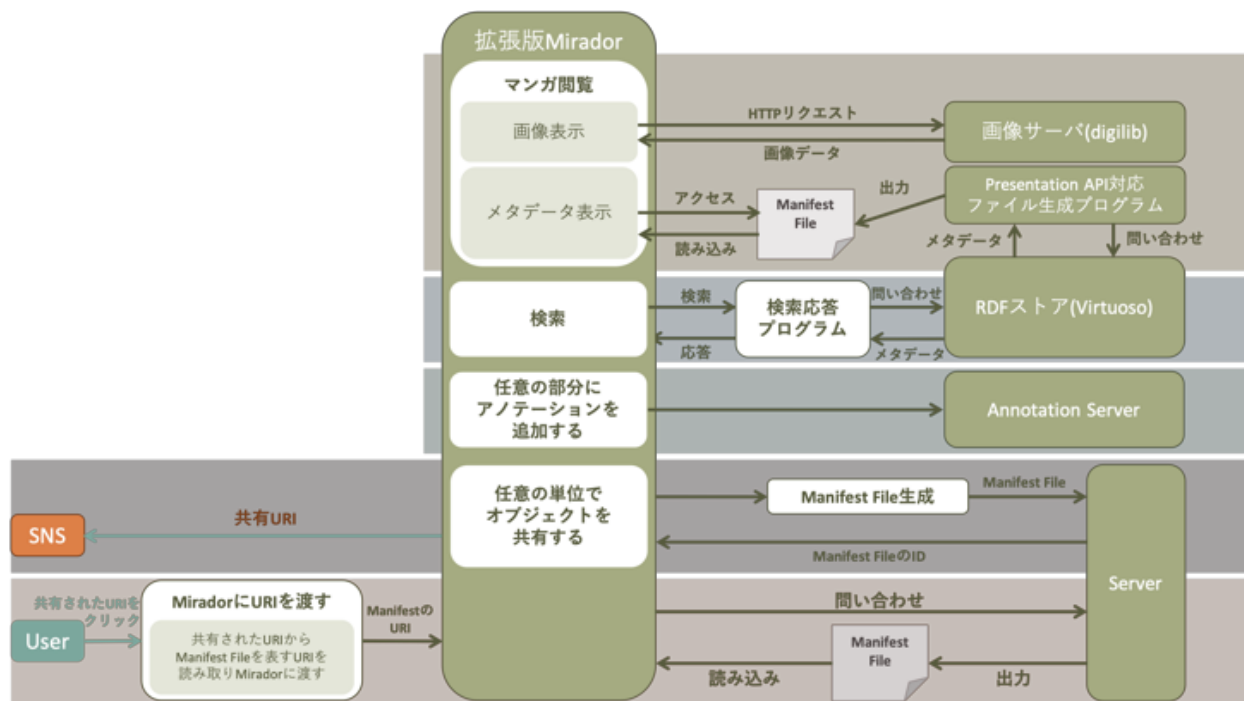 拡張版Mirador
マンガ閲覧
画像表示
HTTPリクエスト
画像データ
画像サーバ(digilib)
メタデータ表示
アクセス
読み込み
Manifest
File
出力
Presentation API対応
ファイル生成プログラム
メタデータ
問い合わせ
検索
検索
応答
検索応答
プログラム
問い合わせ
メタデータ
RDFストア(Virtuoso)
任意の部分に
アノテーションを
追加する
Annotation Server
任意の単位で
オブジェクトを
共有する
Manifest File生成
Manifest File
Manifest FileのID
共有URI
SNS
Server
共有されたURIを
クリック
User
MiradorにURIを渡す
共有されたURIから
Manifest Fileを表すURIを
読み取りMiradorに渡す
Manifestの
URI
問い合わせ
Manifest
File
読み込み
出力